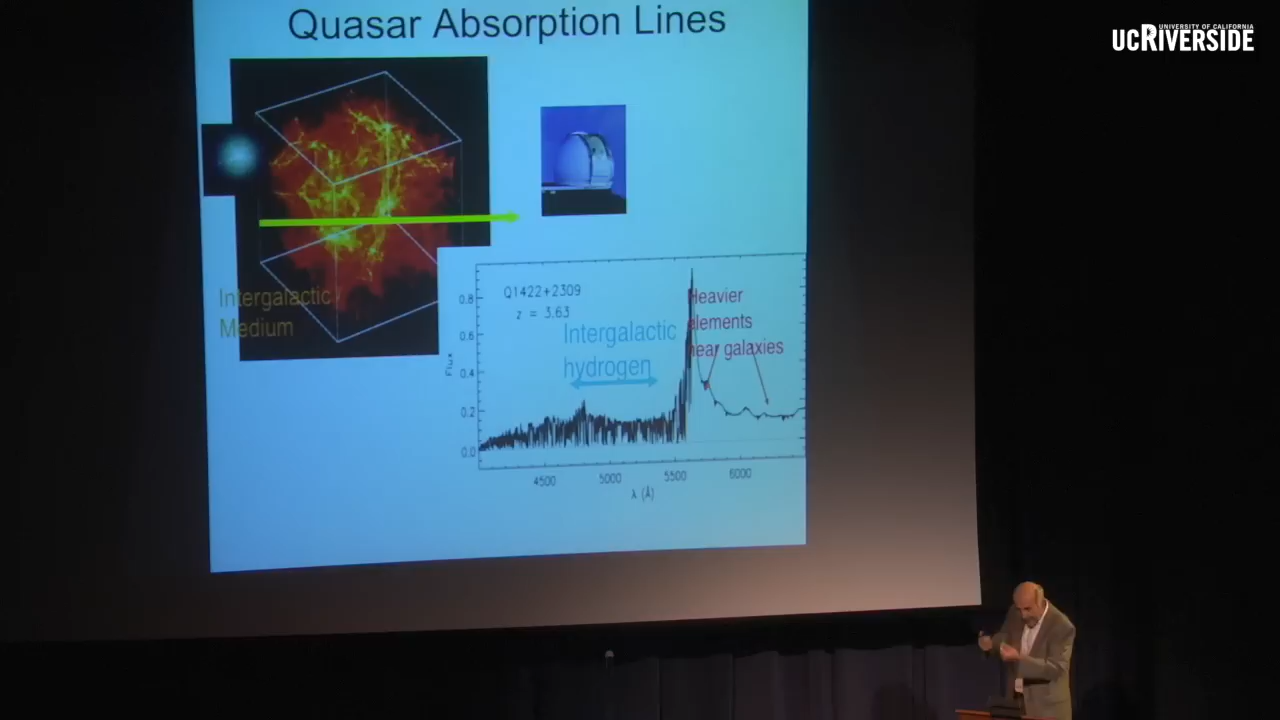 Quasar Absorption Lines
UNIVERSITY OF CALIFORNIA
UCRIVERSIDE
Intergalactic
Medium
Q1422+2309
z = 3.63
Intergalactic
hydrogen
Heavier
elements
near galaxies
Flux
0.8
0.6
0.4
0.2
0.0
4500
5000
5500
6000
λ (Å)